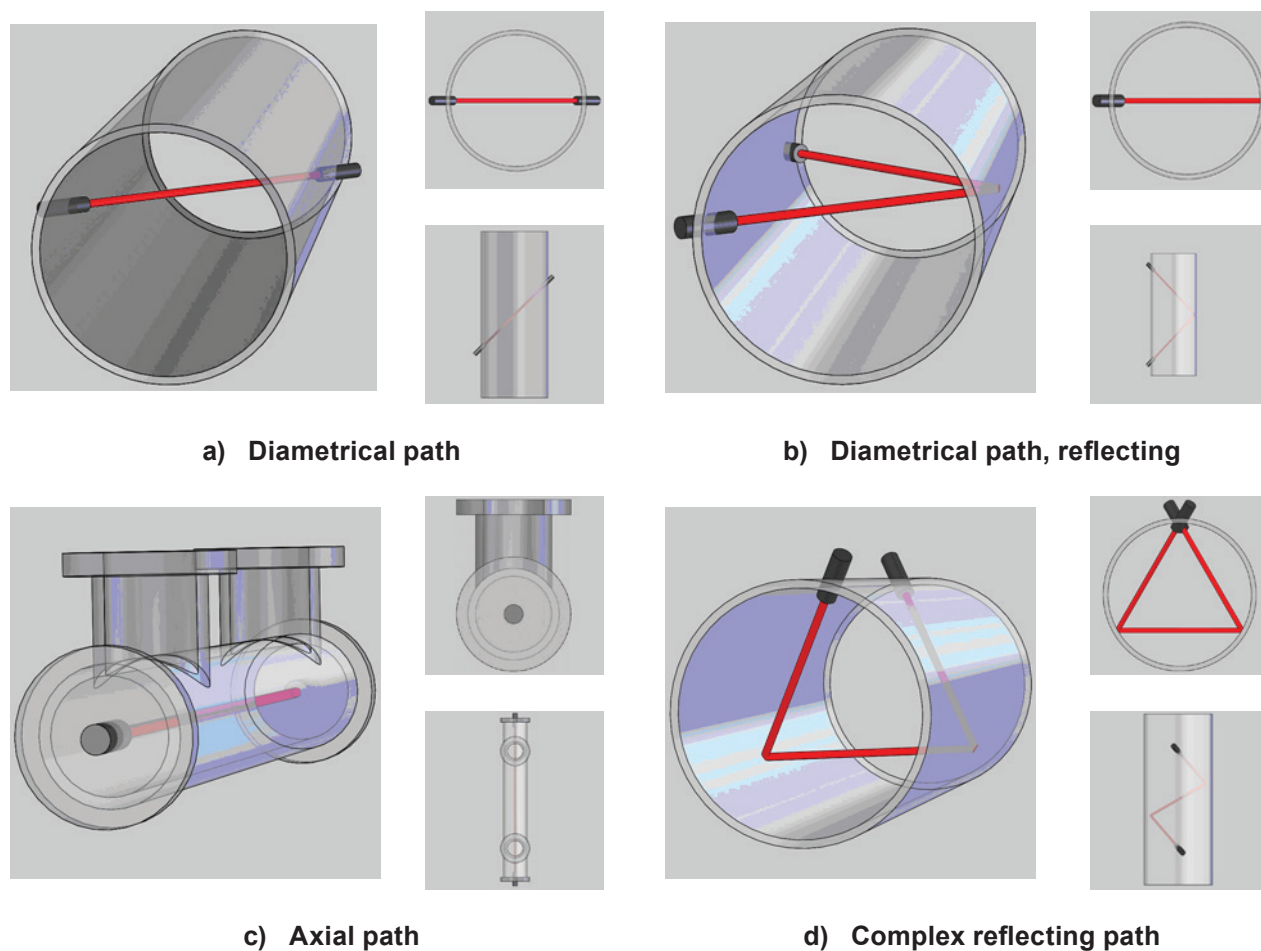 a) Diametrical path
b) Diametrical path, reflecting
c) Axial path
d) Complex reflecting path